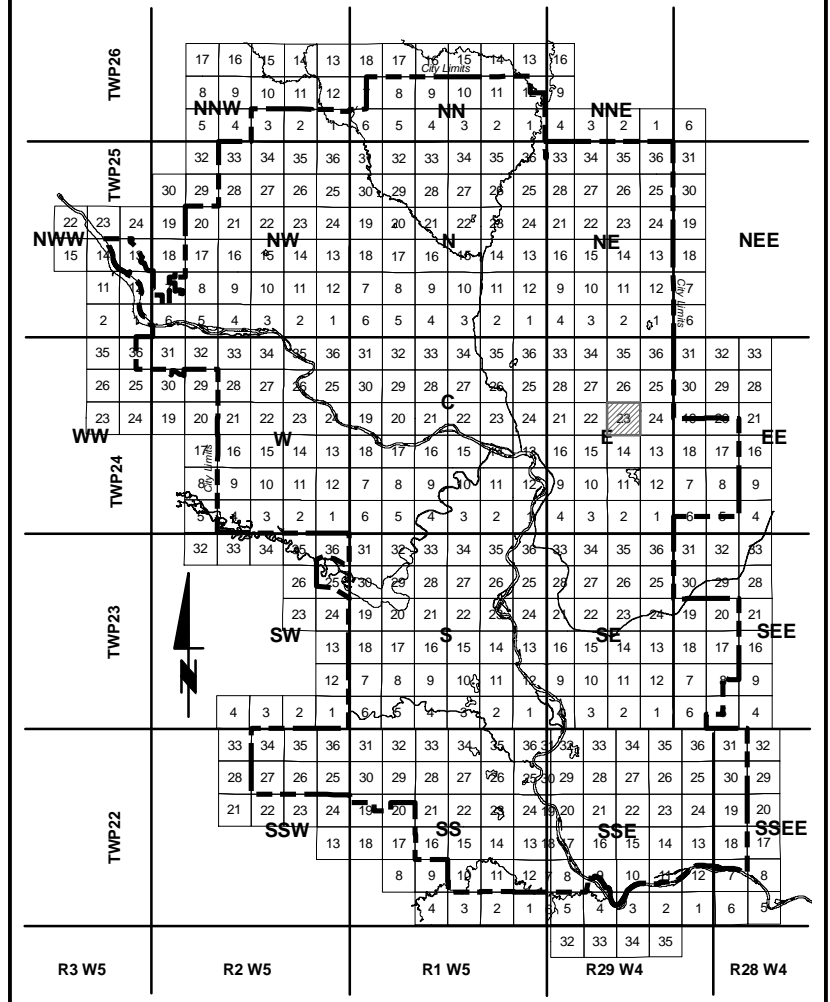 TWP26
17 16 15 14 13 18 17 16 15 14 13 16
City Limits
8 9 10 11 12 8 9 10 11 12 9
NNW NN NNE
5 4 3 2 1 6 5 4 3 2 1 4 3 2 1 6
TWP25
32 33 34 35 36 31 32 33 34 35 36 33 34 35 36 31
30 29 28 27 26 25 30 29 28 27 26 25 28 27 26 25 30
22 23 24 19 20 21 22 23 24 19 20 21 22 23 24 21 22 23 24 19
NWW NW N NE NEE
15 14 13 18 17 16 15 14 13 18 17 16 15 14 13 16 15 14 13 18
11 8 9 10 11 12 7 8 9 10 11 12 9 10 11 12 7
City Limits
2 1 6 5 4 3 2 1 6 5 4 3 2 1 4 3 2 1 6
TWP24
35 36 31 32 33 34 35 36 31 32 33 34 35 36 33 34 35 36 31 32 33
26 25 30 29 28 27 26 25 30 29 28 27 26 25 28 27 26 25 30 29 28
C
23 24 19 20 21 22 23 24 19 20 21 22 23 24 21 22 23 24 19 20 21
WW W E EE
17 16 15 14 13 18 17 16 15 14 13 16 15 14 13 18 17 16
City Limits
8 9 10 11 12 7 8 9 10 11 12 9 10 11 12 7 8 9
5 4 3 2 1 6 5 4 3 2 1 4 3 2 1 6 5 4
TWP23
32 33 34 35 36 31 32 33 34 35 36 33 34 35 36 31 32 33
26 25 30 29 28 27 26 25 28 27 26 25 30 29 28
23 24 19 20 21 22 23 24 21 22 23 24 19 20 21
SW S SE SEE
13 18 17 16 15 14 13 16 15 14 13 18 17 16
12 7 8 9 10 11 12 9 10 11 12 7 8 9
N
4 3 2 1 6 5 4 3 2 1 4 3 2 1 6 4
TWP22
33 34 35 36 31 32 33 34 35 36 31 32 33 34 35 36 31 32
28 27 26 25 30 29 28 27 26 25 30 29 28 27 26 25 30 29
21 22 23 24 19 20 21 22 23 24 19 20 21 22 23 24 19 20
SSW SS SSE SSEE
13 18 17 16 15 14 13 18 17 16 15 14 13 18 17
8 9 10 11 12 7 8 9 10 11 12 7 8
4 3 2 1 6 5 4 3 2 1 6 5
32 33 34 35
R3 W5 R2 W5 R1 W5 R29 W4 R28 W4